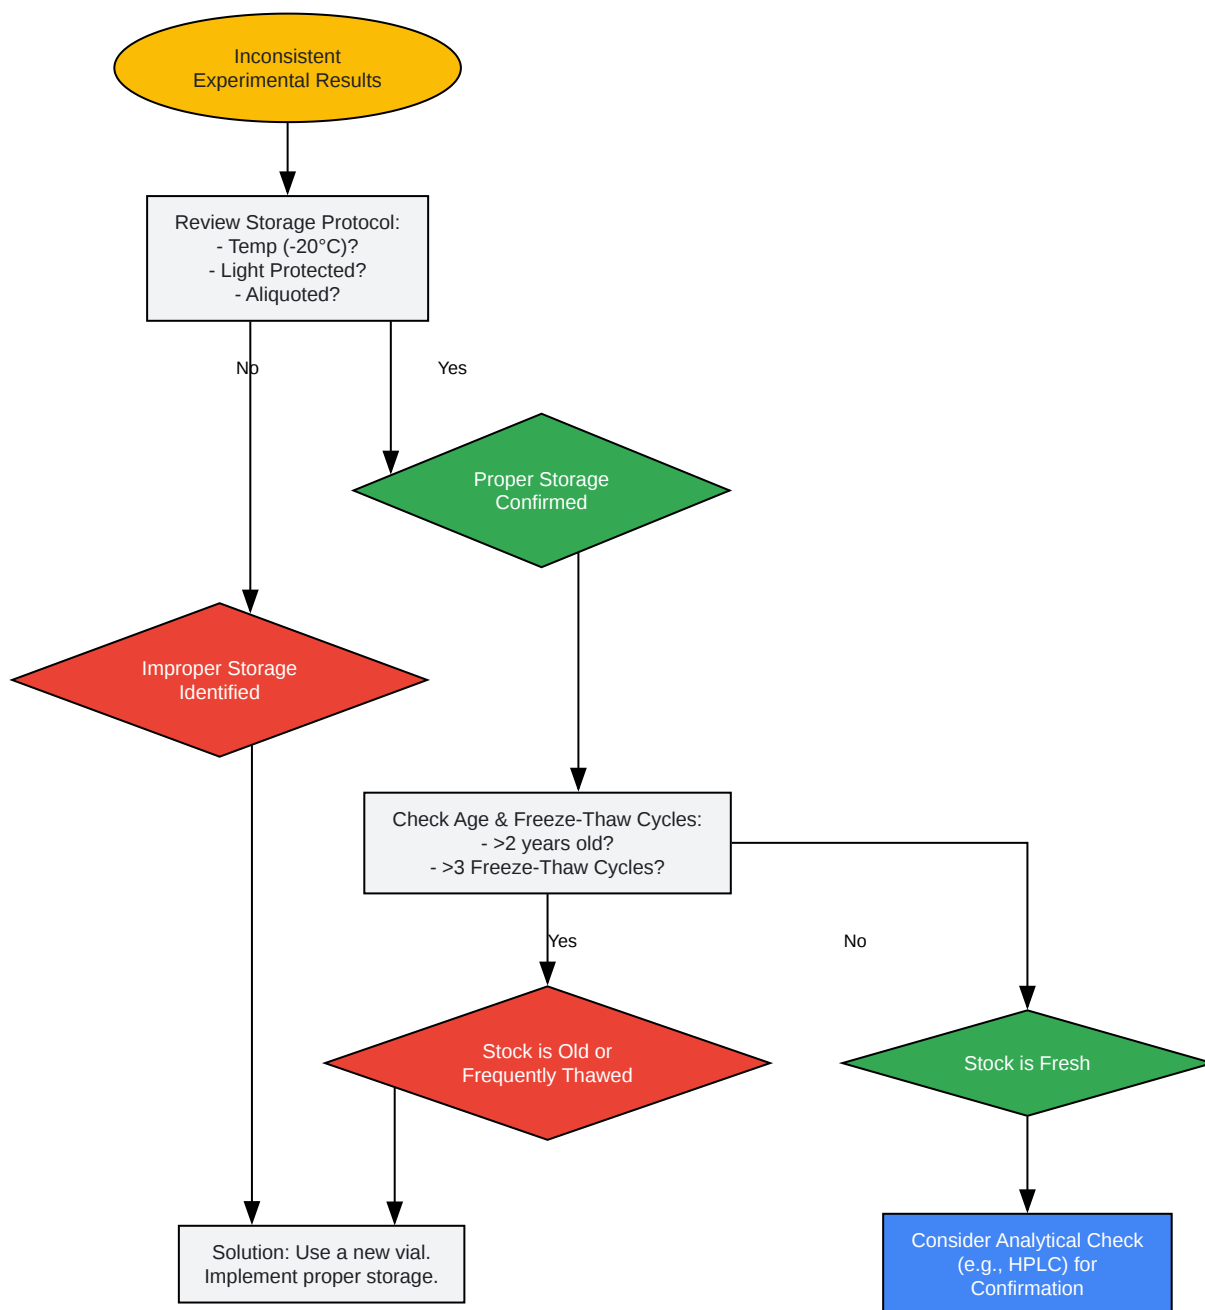 Inconsistent
Experimental Results
Review Storage Protocol:
- Temp (-20°C)?
- Light Protected?
- Aliquoted?
No
Yes
Proper Storage
Confirmed
Improper Storage
Identified
Check Age & Freeze-Thaw Cycles:
- >2 years old?
- >3 Freeze-Thaw Cycles?
Yes
No
Stock is Old or
Frequently Thawed
Stock is Fresh
Solution: Use a new vial.
Implement proper storage.
Consider Analytical Check
(e.g., HPLC) for
Confirmation